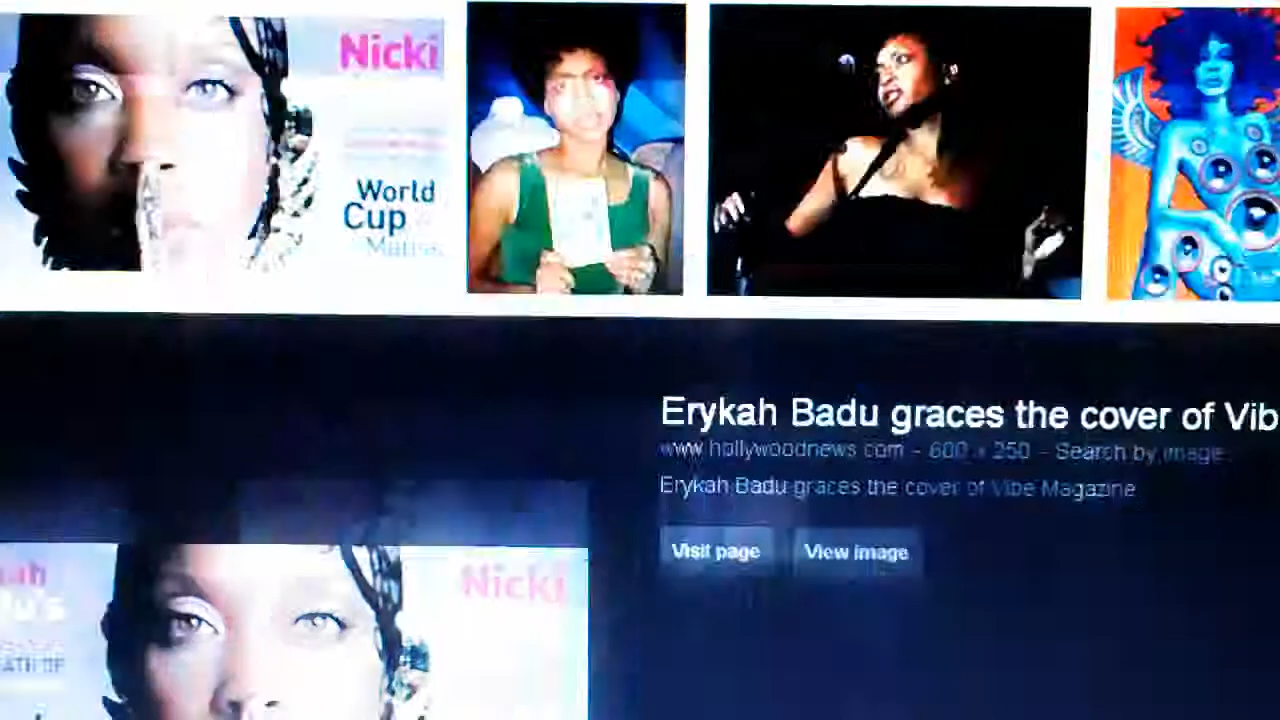 Nicki
World
Cup
Erykah Badu graces the cover of Vib
www.hollywoodnews.com - 600 x 250 - Search by image
Erykah Badu graces the cover of Vibe Magazine
Visit page
View image
Nicki